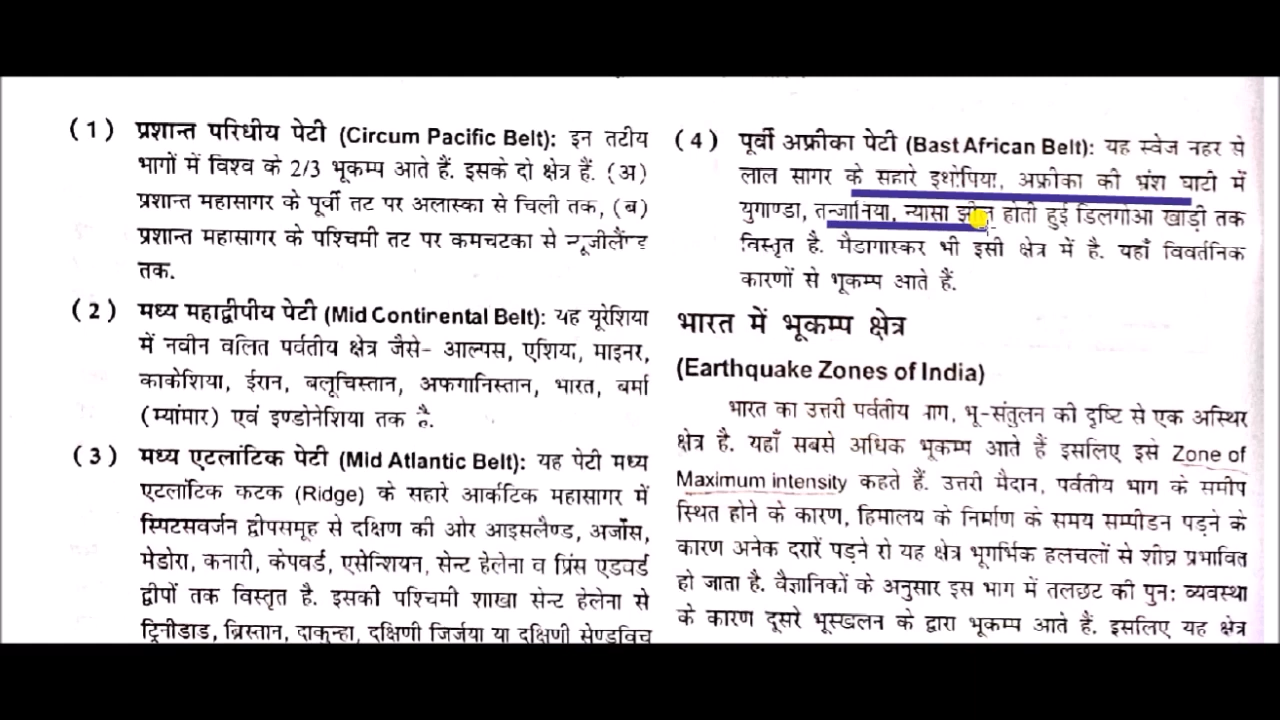 (1) प्रशान्त परिधीय पेटी (Circum Pacific Belt): इन तटीय
भागों में विश्व के 2/3 भूकम्प आते हैं. इसके दो क्षेत्र हैं. (अ)
प्रशान्त महासागर के पूर्वी तट पर अलास्का से चिली तक, (ब)
प्रशान्त महासागर के पश्चिमी तट पर कमचटका से न्यूजीलैण्ड
तक.
(2) मध्य महाद्वीपीय पेटी (Mid Continental Belt): यह यूरेशिया
में नवीन वलित पर्वतीय क्षेत्र जैसे- आल्पस, एशिया, माइनर,
काकेशिया, ईरान, बलूचिस्तान, अफगानिस्तान, भारत, बर्मा
(म्यांमार) एवं इण्डोनेशिया तक है.
(3) मध्य एटलांटिक पेटी (Mid Atlantic Belt): यह पेटी मध्य
एटलांटिक कटक (Ridge) के सहारे आर्कटिक महासागर में
स्पिटसवर्जन द्वीपसमूह से दक्षिण की ओर आइसलैण्ड, अर्जोस,
मेडोरा, कनारी, केपवर्ड, एसेन्शियन, सेन्ट हेलेना व प्रिंस एडवर्ड
द्वीपों तक विस्तृत है. इसकी पश्चिमी शाखा सेन्ट हेलेना से
ट्रिनीडाड, ब्रिस्तान, दाकून्हा, दक्षिणी जिर्जया या दक्षिणी सेण्डविच
(4) पूर्वी अफ्रीका पेटी (Bast African Belt): यह स्वेज नहर से
लाल सागर के सहारे इथोपिया, अफ्रीका की भ्रंश घाटी में
युगाण्डा, तन्जानिया, न्यासा झील होती हुई डिलगोआ खाड़ी तक
विस्तृत है. मैडागास्कर भी इसी क्षेत्र में है. यहाँ विवर्तनिक
कारणों से भूकम्प आते हैं.
भारत में भूकम्प क्षेत्र
(Earthquake Zones of India)
भारत का उत्तरी पर्वतीय भाग, भू-संतुलन की दृष्टि से एक अस्थिर
क्षेत्र है. यहाँ सबसे अधिक भूकम्प आते हैं इसलिए इसे Zone of
Maximum intensity कहते हैं. उत्तरी मैदान, पर्वतीय भाग के समीप
स्थित होने के कारण, हिमालय के निर्माण के समय सम्पीडन पड़ने के
कारण अनेक दरारें पड़ने रो यह क्षेत्र भूगर्भिक हलचलों से शीघ्र प्रभावित
हो जाता है. वैज्ञानिकों के अनुसार इस भाग में तलछट की पुन: व्यवस्था
के कारण दूसरे भूस्खलन के द्वारा भूकम्प आते हैं. इसलिए यह क्षेत्र